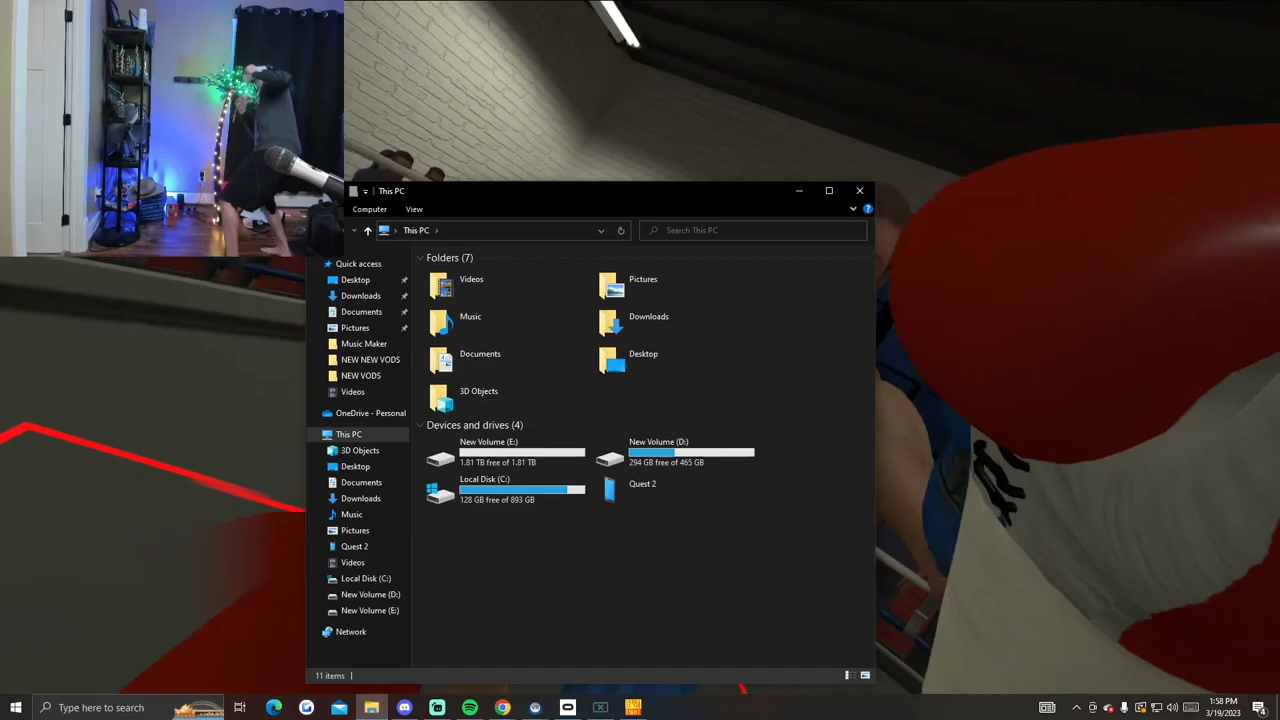 This PC
Computer View
This PC
Search This PC
Quick access
Desktop
Downloads
Documents
Pictures
Music Maker
NEW NEW VODS
NEW VODS
Videos
OneDrive - Personal
This PC
3D Objects
Desktop
Documents
Downloads
Music
Pictures
Quest 2
Videos
Local Disk (C:)
New Volume (D:)
New Volume (E:)
Network
Folders (7)
Videos
Pictures
Music
Downloads
Documents
Desktop
3D Objects
Devices and drives (4)
New Volume (E:)
1.81 TB free of 1.81 TB
New Volume (D:)
294 GB free of 465 GB
Local Disk (C:)
128 GB free of 893 GB
Quest 2
11 items
Type here to search
1:58 PM
3/19/2023